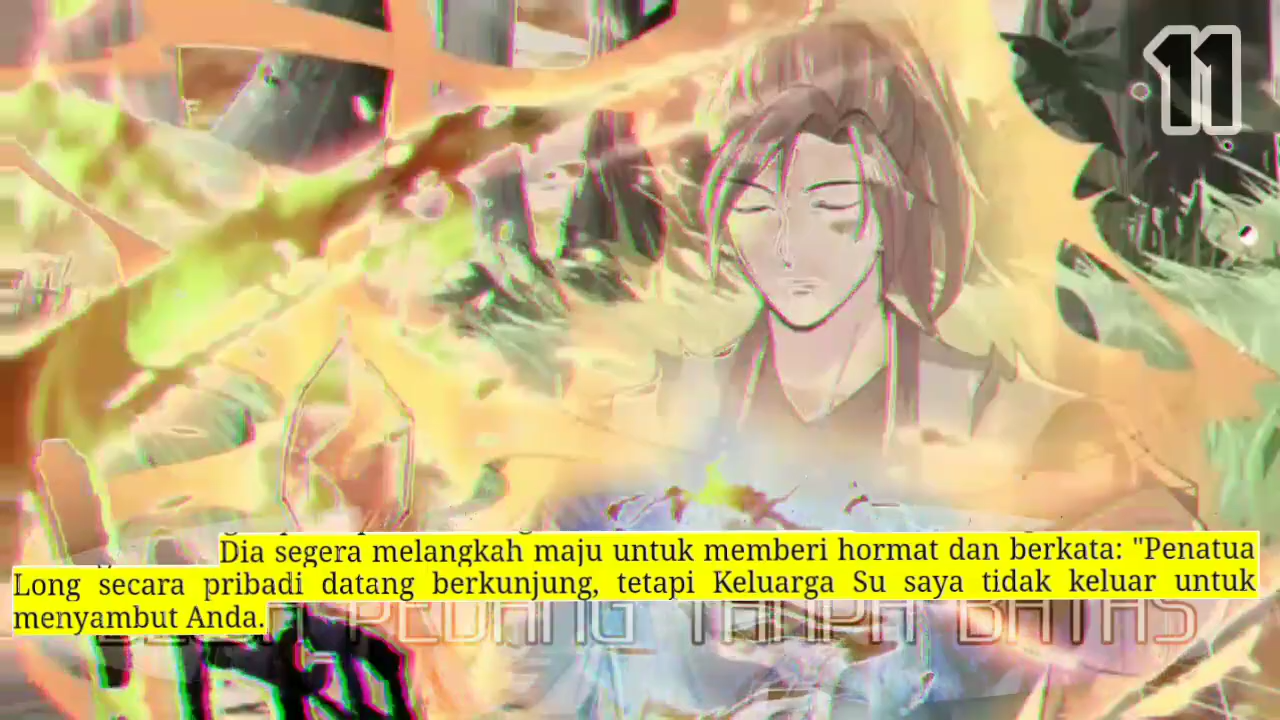 11
Dia segera melangkah maju untuk memberi hormat dan berkata: "Penatua
Long secara pribadi datang berkunjung, tetapi Keluarga Su saya tidak keluar untuk
menyambut Anda.
PEDANG TANPA BATAS